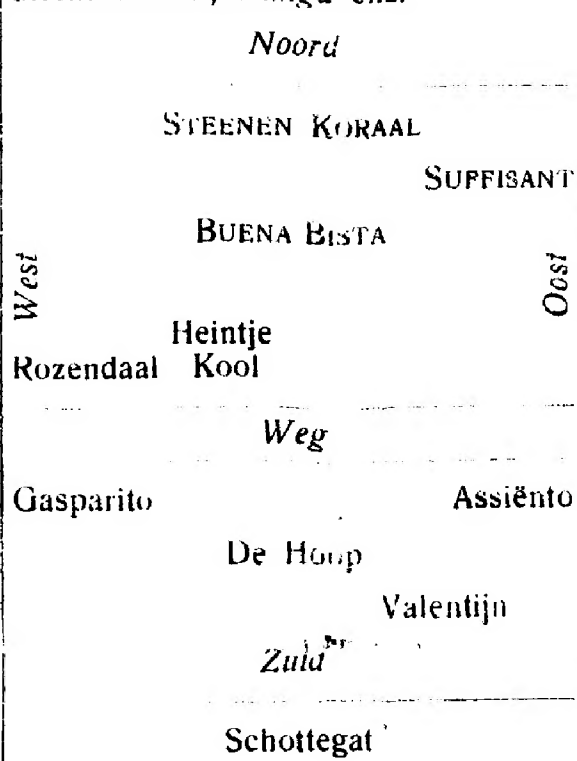 Noord
STEENEN KORAAL
SUFFISANT
BUENA BISTA
West
Oost
Heintje
Rozendaal Kool
Weg
Gasparito Assiënto
De Hoop
Valentijn
Zuid
Schottegat